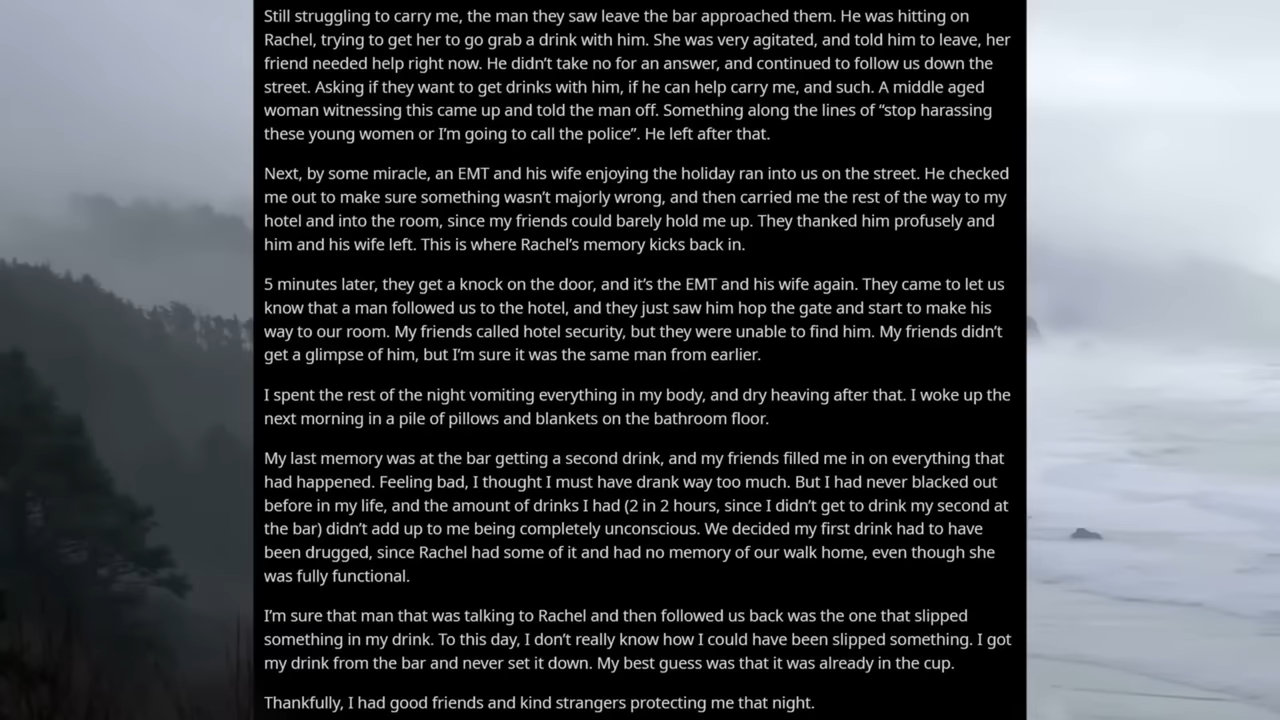 Still struggling to carry me, the man they saw leave the bar approached them. He was hitting on
Rachel, trying to get her to go grab a drink with him. She was very agitated, and told him to leave, her
friend needed help right now. He didn’t take no for an answer, and continued to follow us down the
street. Asking if they want to get drinks with him, if he can help carry me, and such. A middle aged
woman witnessing this came up and told the man off. Something along the lines of “stop harassing
these young women or I’m going to call the police”. He left after that.
Next, by some miracle, an EMT and his wife enjoying the holiday ran into us on the street. He checked
me out to make sure something wasn’t majorly wrong, and then carried me the rest of the way to my
hotel and into the room, since my friends could barely hold me up. They thanked him profusely and
him and his wife left. This is where Rachel’s memory kicks back in.
5 minutes later, they get a knock on the door, and it’s the EMT and his wife again. They came to let us
know that a man followed us to the hotel, and they just saw him hop the gate and start to make his
way to our room. My friends called hotel security, but they were unable to find him. My friends didn’t
get a glimpse of him, but I’m sure it was the same man from earlier.
I spent the rest of the night vomiting everything in my body, and dry heaving after that. I woke up the
next morning in a pile of pillows and blankets on the bathroom floor.
My last memory was at the bar getting a second drink, and my friends filled me in on everything that
had happened. Feeling bad, I thought I must have drank way too much. But I had never blacked out
before in my life, and the amount of drinks I had (2 in 2 hours, since I didn’t get to drink my second at
the bar) didn’t add up to me being completely unconscious. We decided my first drink had to have
been drugged, since Rachel had some of it and had no memory of our walk home, even though she
was fully functional.
I’m sure that man that was talking to Rachel and then followed us back was the one that slipped
something in my drink. To this day, I don’t really know how I could have been slipped something. I got
my drink from the bar and never set it down. My best guess was that it was already in the cup.
Thankfully, I had good friends and kind strangers protecting me that night.